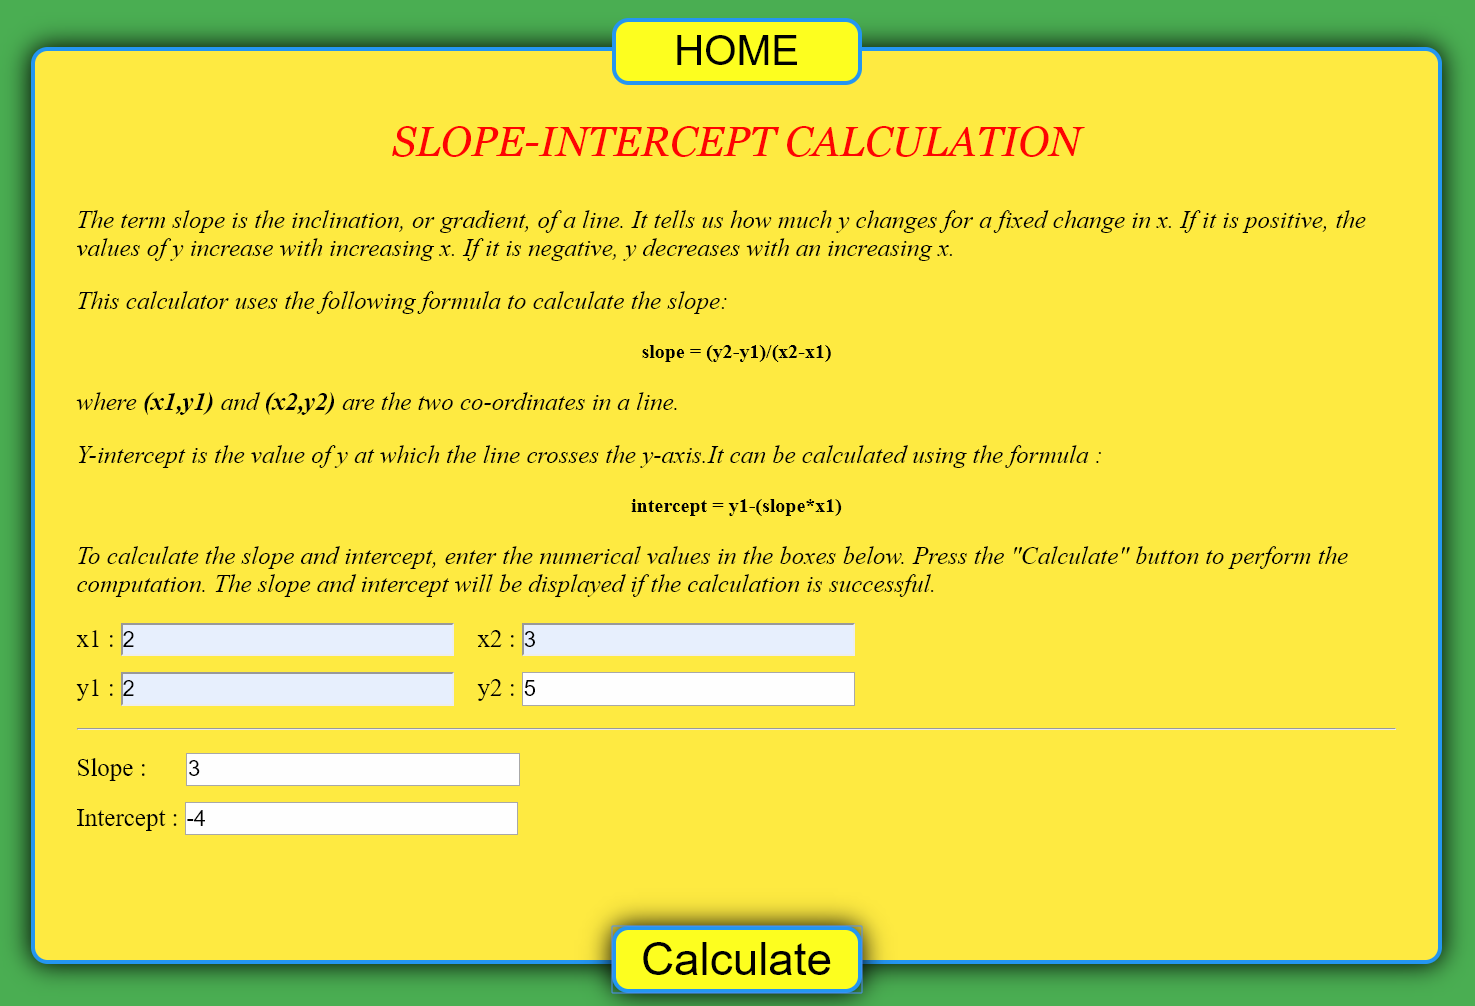 HOME
SLOPE-INTERCEPT CALCULATION
The term slope is the inclination, or gradient, of a line. It tells us how much y changes for a fixed change in x. If it is positive, the
values of y increase with increasing x. If it is negative, y decreases with an increasing x.
This calculator uses the following formula to calculate the slope:
slope = (y2-y1)/(x2-x1)
where (x1,y1) and (x2,y2) are the two co-ordinates in a line.
Y-intercept is the value of y at which the line crosses the y-axis.It can be calculated using the formula :
intercept = y1-(slope*x1)
To calculate the slope and intercept, enter the numerical values in the boxes below. Press the "Calculate" button to perform the
computation. The slope and intercept will be displayed if the calculation is successful.
x1 : 2 x2 : 3
y1 : 2 y2 : 5
Slope : 3
Intercept : -4
Calculate